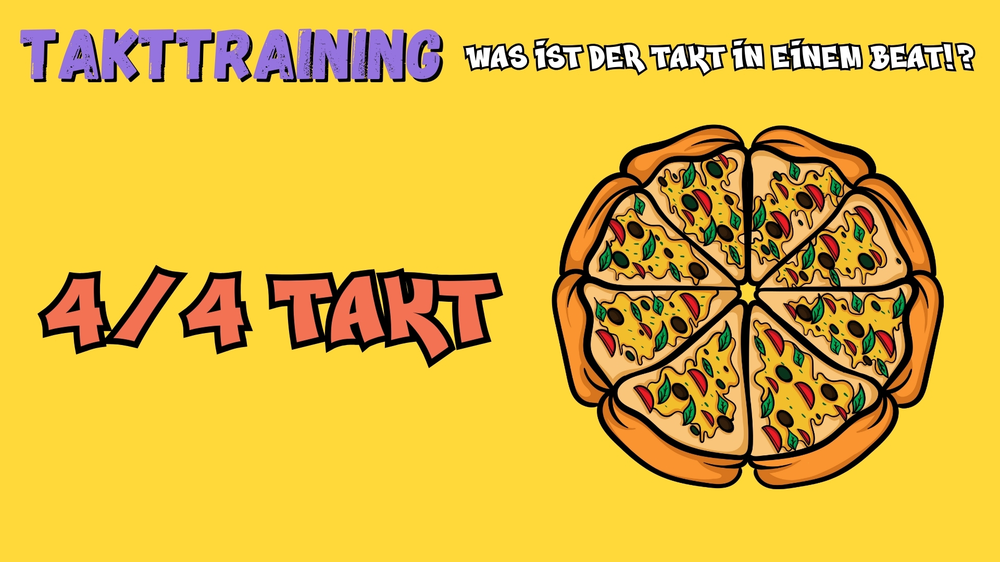 TAKTTRAINING
WAS IST DER TAKT IN EINEM BEAT!?
4/4 TAKT